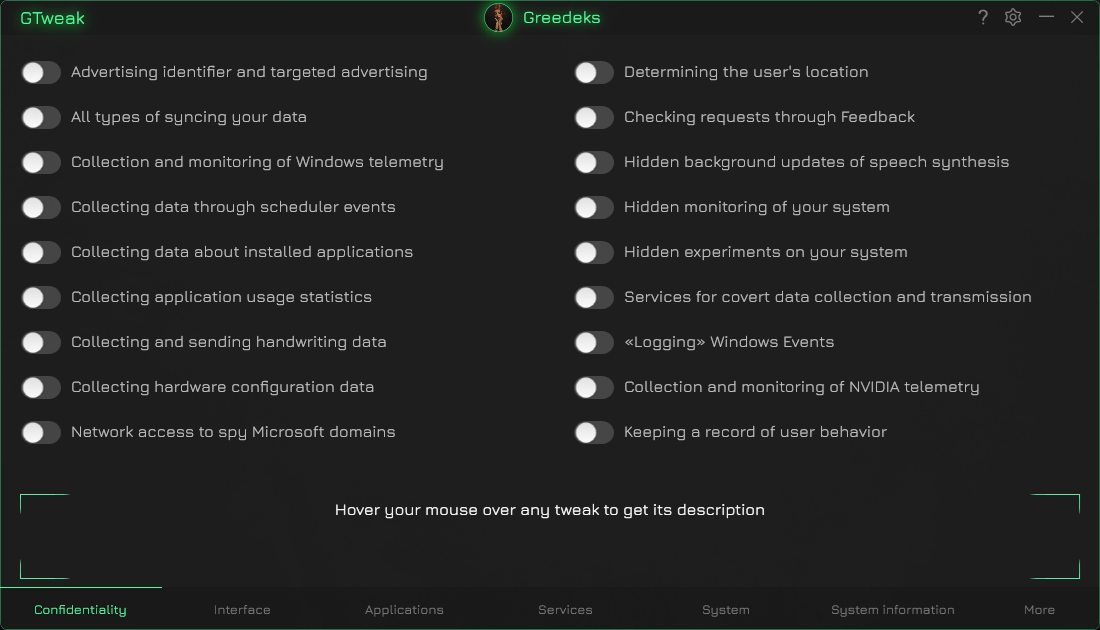 GTweak
Greedeks
?
Advertising identifier and targeted advertising
All types of syncing your data
Collection and monitoring of Windows telemetry
Collecting data through scheduler events
Collecting data about installed applications
Collecting application usage statistics
Collecting and sending handwriting data
Collecting hardware configuration data
Network access to spy Microsoft domains
Determining the user's location
Checking requests through Feedback
Hidden background updates of speech synthesis
Hidden monitoring of your system
Hidden experiments on your system
Services for covert data collection and transmission
«Logging» Windows Events
Collection and monitoring of NVIDIA telemetry
Keeping a record of user behavior
Hover your mouse over any tweak to get its description
Confidentiality
Interface
Applications
Services
System
System information
More